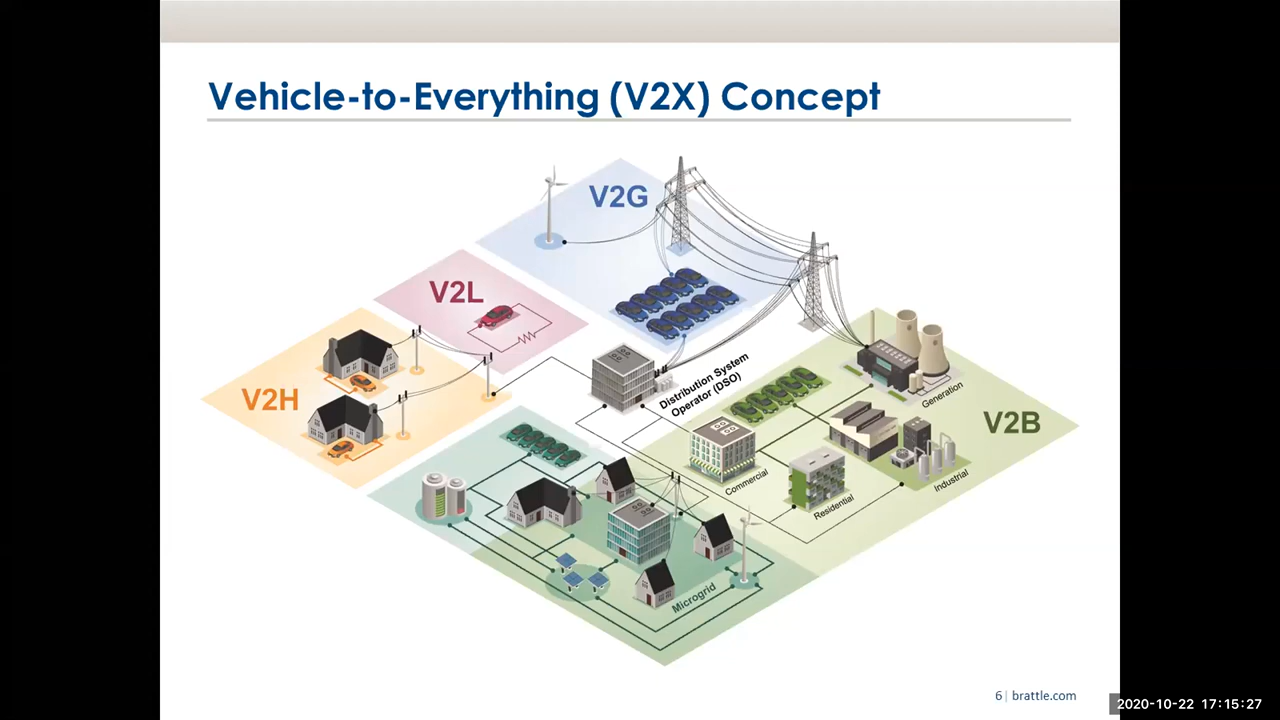 Vehicle-to-Everything (V2X) Concept
V2G
V2L
V2H
Distribution System
Operator (DSO)
Generation
V2B
Commercial
Residential
Industrial
Microgrid
6 | brattle.com
2020-10-22 17:15:27